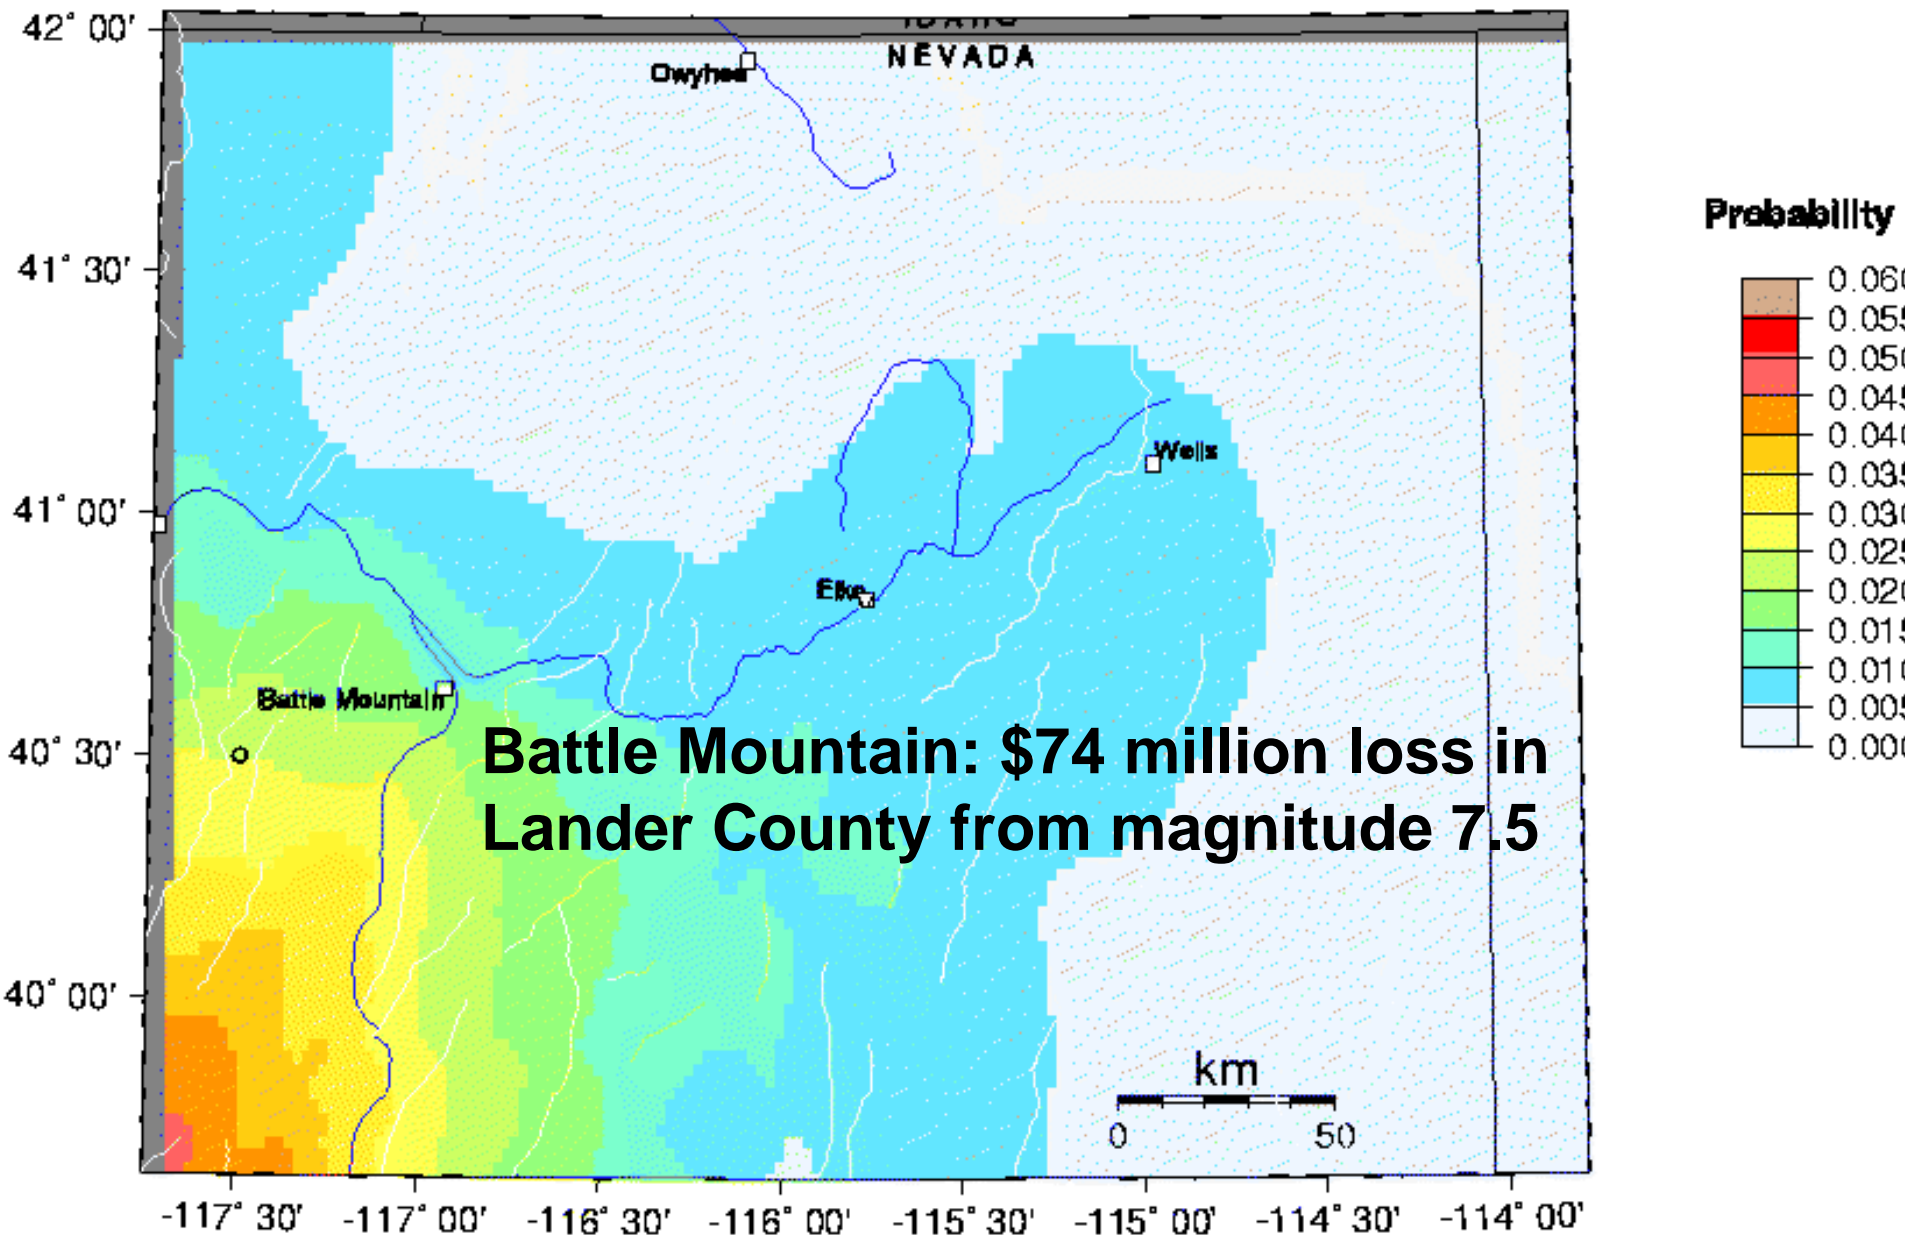 42° 00'
IDAHO
NEVADA
Owyhee
Probability
41° 30'
0.060
0.055
0.050
0.045
0.040
0.035
0.030
0.025
0.020
0.015
0.010
0.005
0.000
Wells
41° 00'
Elko
Battle Mountain
40° 30'
Battle Mountain: $74 million loss in
Lander County from magnitude 7.5
40° 00'
km
0 50
-117° 30' -117° 00' -116° 30' -116° 00' -115° 30' -115° 00' -114° 30' -114° 00'